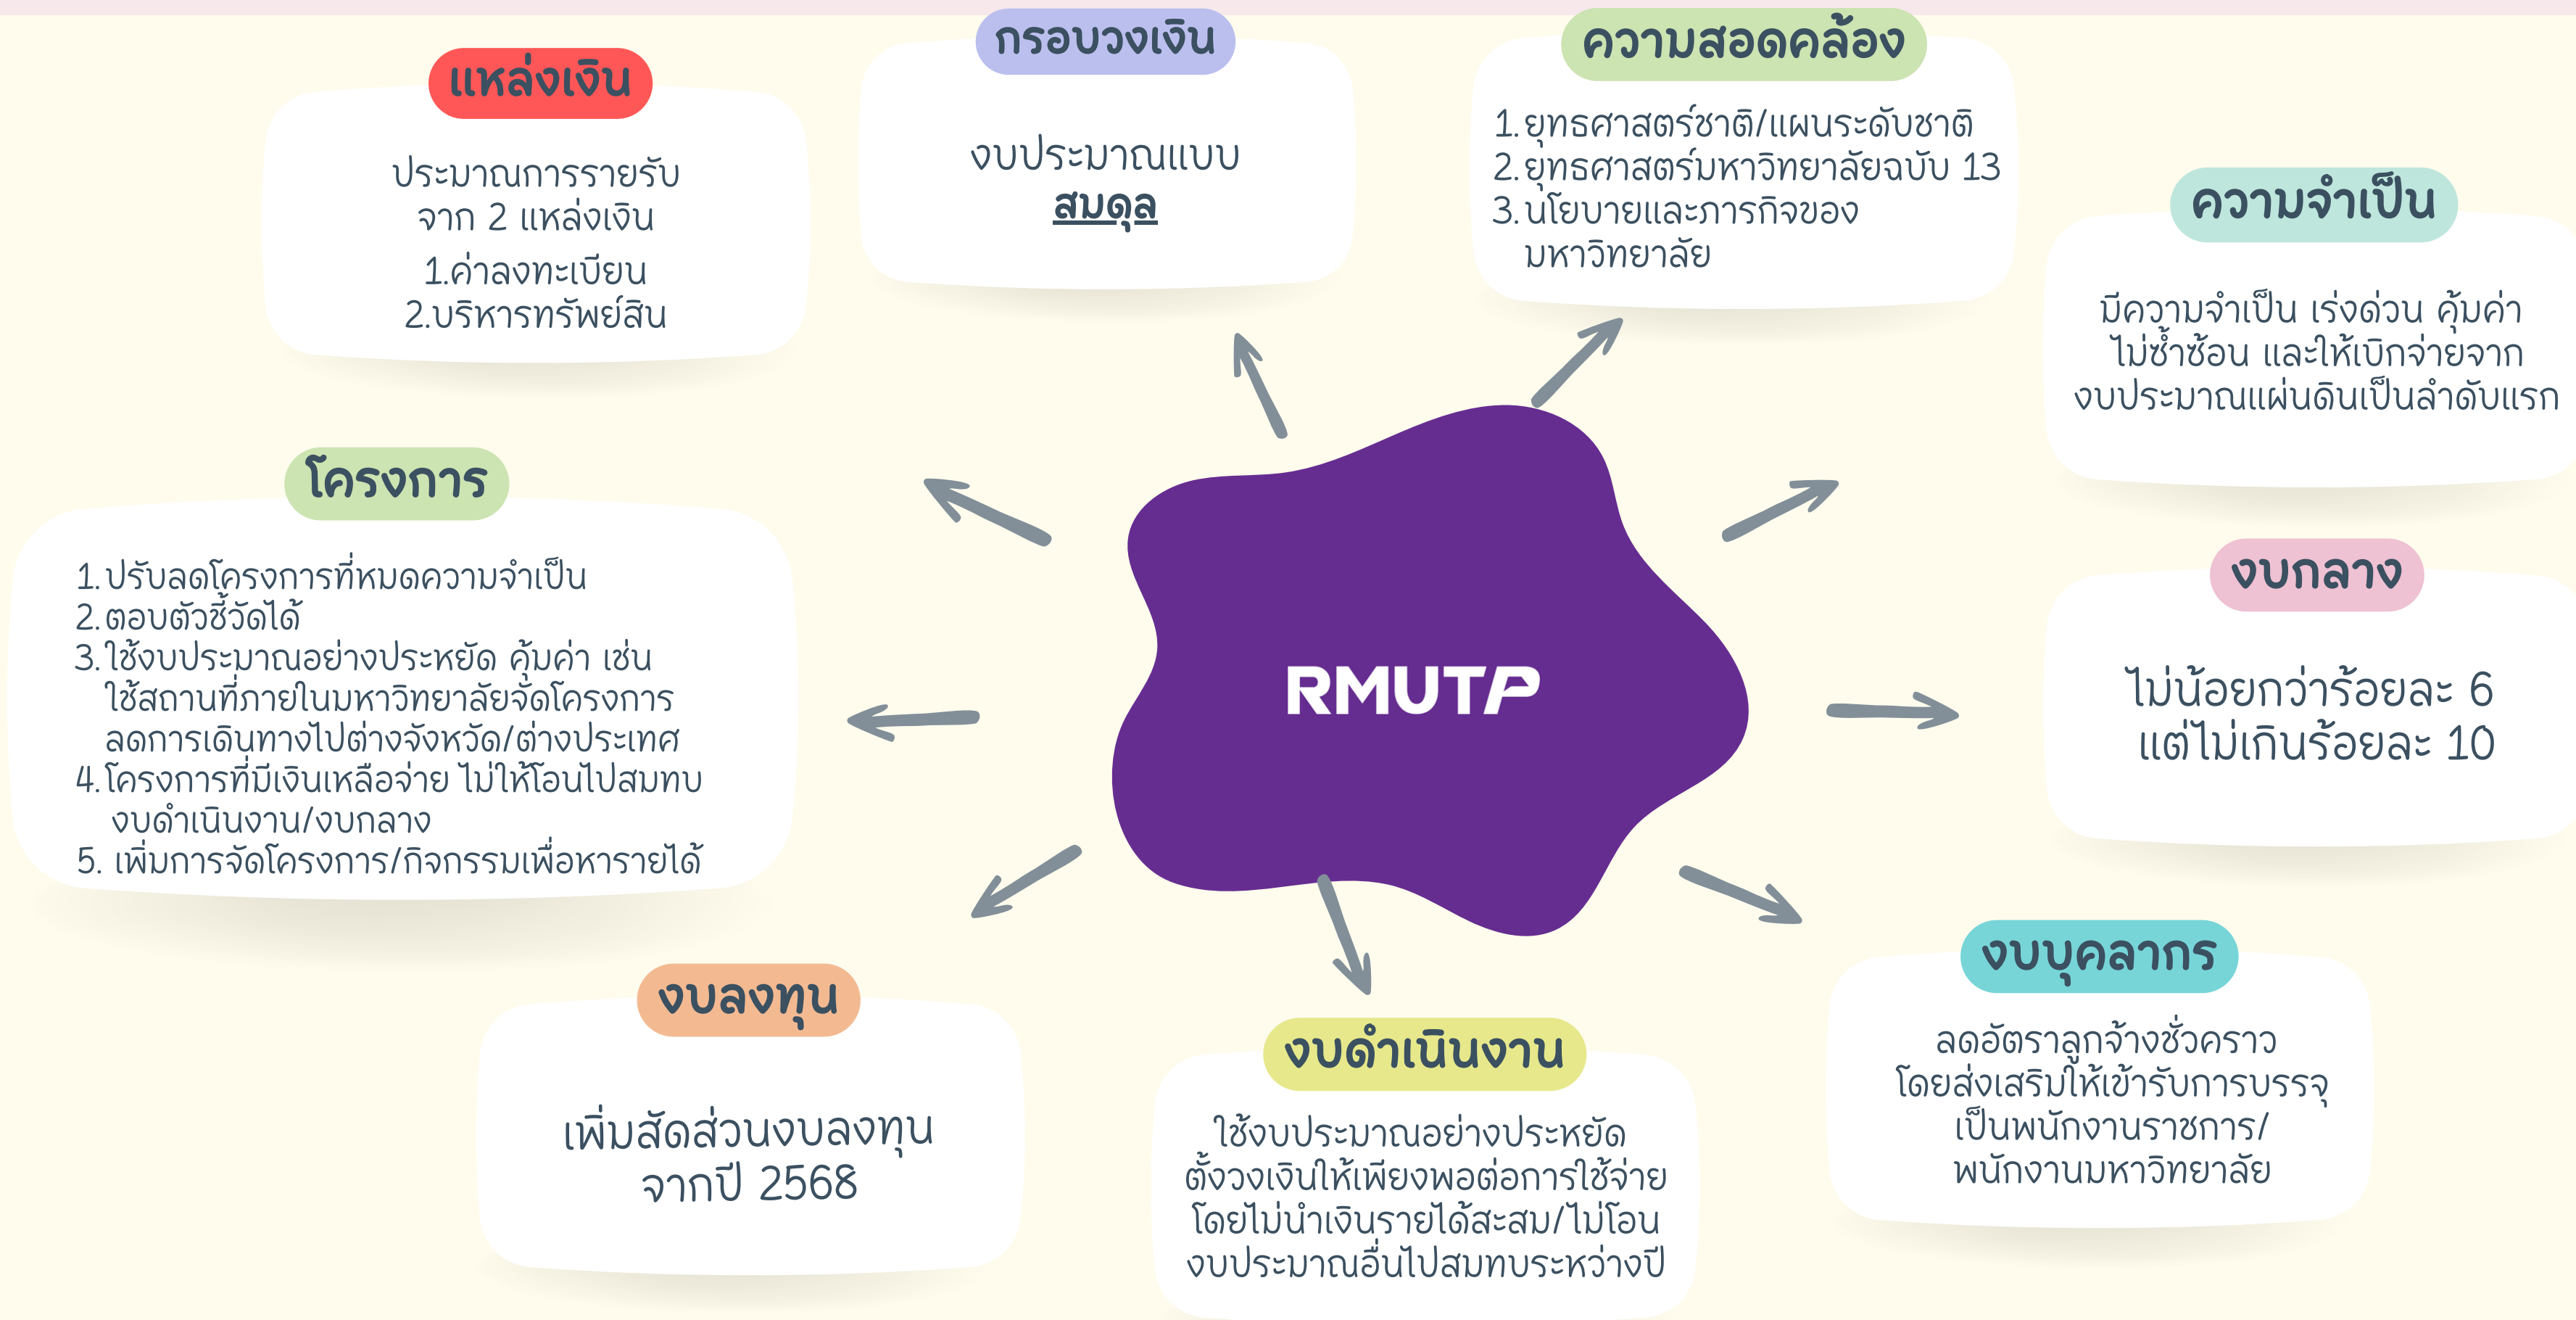 แหล่งเงิน
ประมาณการรายรับ
จาก 2 แหล่งเงิน
1.ค่าลงทะเบียน
2.บริหารทรัพย์สิน
กรอบวงเงิน
งบประมาณแบบ
สมดุล
ความสอดคล้อง
1. ยุทธศาสตร์ชาติ/แผนระดับชาติ
2. ยุทธศาสตร์มหาวิทยาลัยฉบับ 13
3. นโยบายและภารกิจของ
มหาวิทยาลัย
ความจำเป็น
มีความจำเป็น เร่งด่วน คุ้มค่า
ไม่ซ้ำซ้อน และให้เบิกจ่ายจาก
งบประมาณแผ่นดินเป็นลำดับแรก
โครงการ
1. ปรับลดโครงการที่หมดความจำเป็น
2. ตอบตัวชี้วัดได้
3. ใช้งบประมาณอย่างประหยัด คุ้มค่า เช่น
ใช้สถานที่ภายในมหาวิทยาลัยจัดโครงการ
ลดการเดินทางไปต่างจังหวัด/ต่างประเทศ
4. โครงการที่มีเงินเหลือจ่าย ไม่ให้โอนไปสมทบ
งบดำเนินงาน/งบกลาง
5. เพิ่มการจัดโครงการ/กิจกรรมเพื่อหารายได้
RMUTP
งบกลาง
ไม่น้อยกว่าร้อยละ 6
แต่ไม่เกินร้อยละ 10
งบลงทุน
เพิ่มสัดส่วนงบลงทุน
จากปี 2568
งบดำเนินงาน
ใช้งบประมาณอย่างประหยัด
ตั้งวงเงินให้เพียงพอต่อการใช้จ่าย
โดยไม่นำเงินรายได้สะสม/ไม่โอน
งบประมาณอื่นไปสมทบระหว่างปี
งบบุคลากร
ลดอัตราลูกจ้างชั่วคราว
โดยส่งเสริมให้เข้ารับการบรรจุ
เป็นพนักงานราชการ/
พนักงานมหาวิทยาลัย